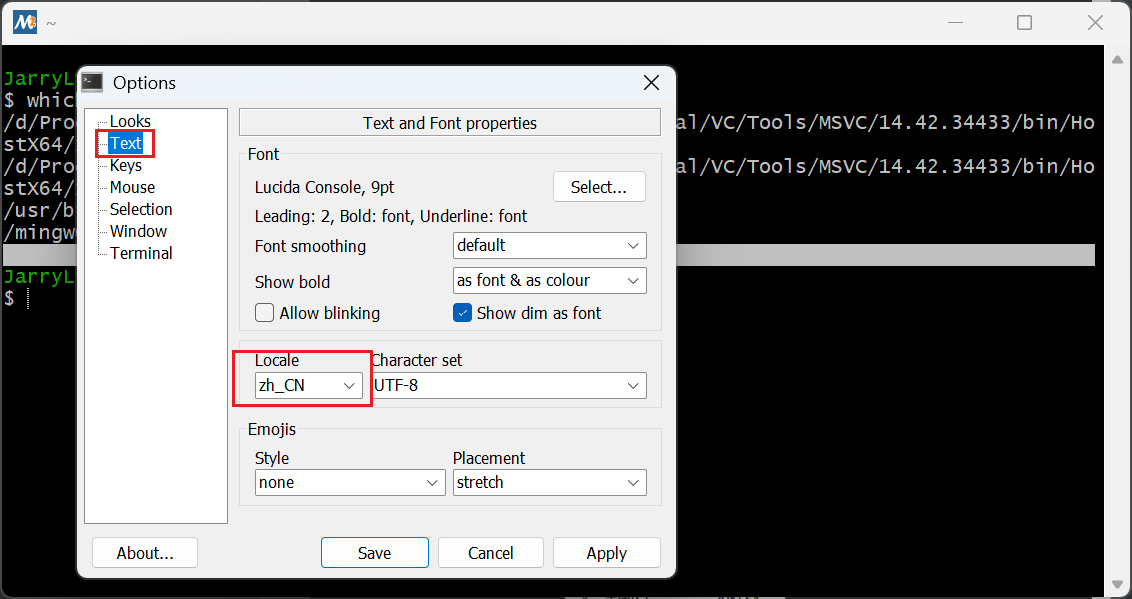 ~
JarryL
$ whic
/d/Pro
al/VC/Tools/MSVC/14.42.34433/bin/Ho
stX64/
/d/Pro
al/VC/Tools/MSVC/14.42.34433/bin/Ho
stX64/
/usr/b
/mingw
JarryL
$
Options
Looks
Text
Keys
Mouse
Selection
Window
Terminal
Text and Font properties
Font
Lucida Console, 9pt
Select...
Leading: 2, Bold: font, Underline: font
Font smoothing
default
Show bold
as font & as colour
Allow blinking
Show dim as font
Locale
Character set
zh_CN
UTF-8
Emojis
Style
Placement
none
stretch
About...
Save
Cancel
Apply